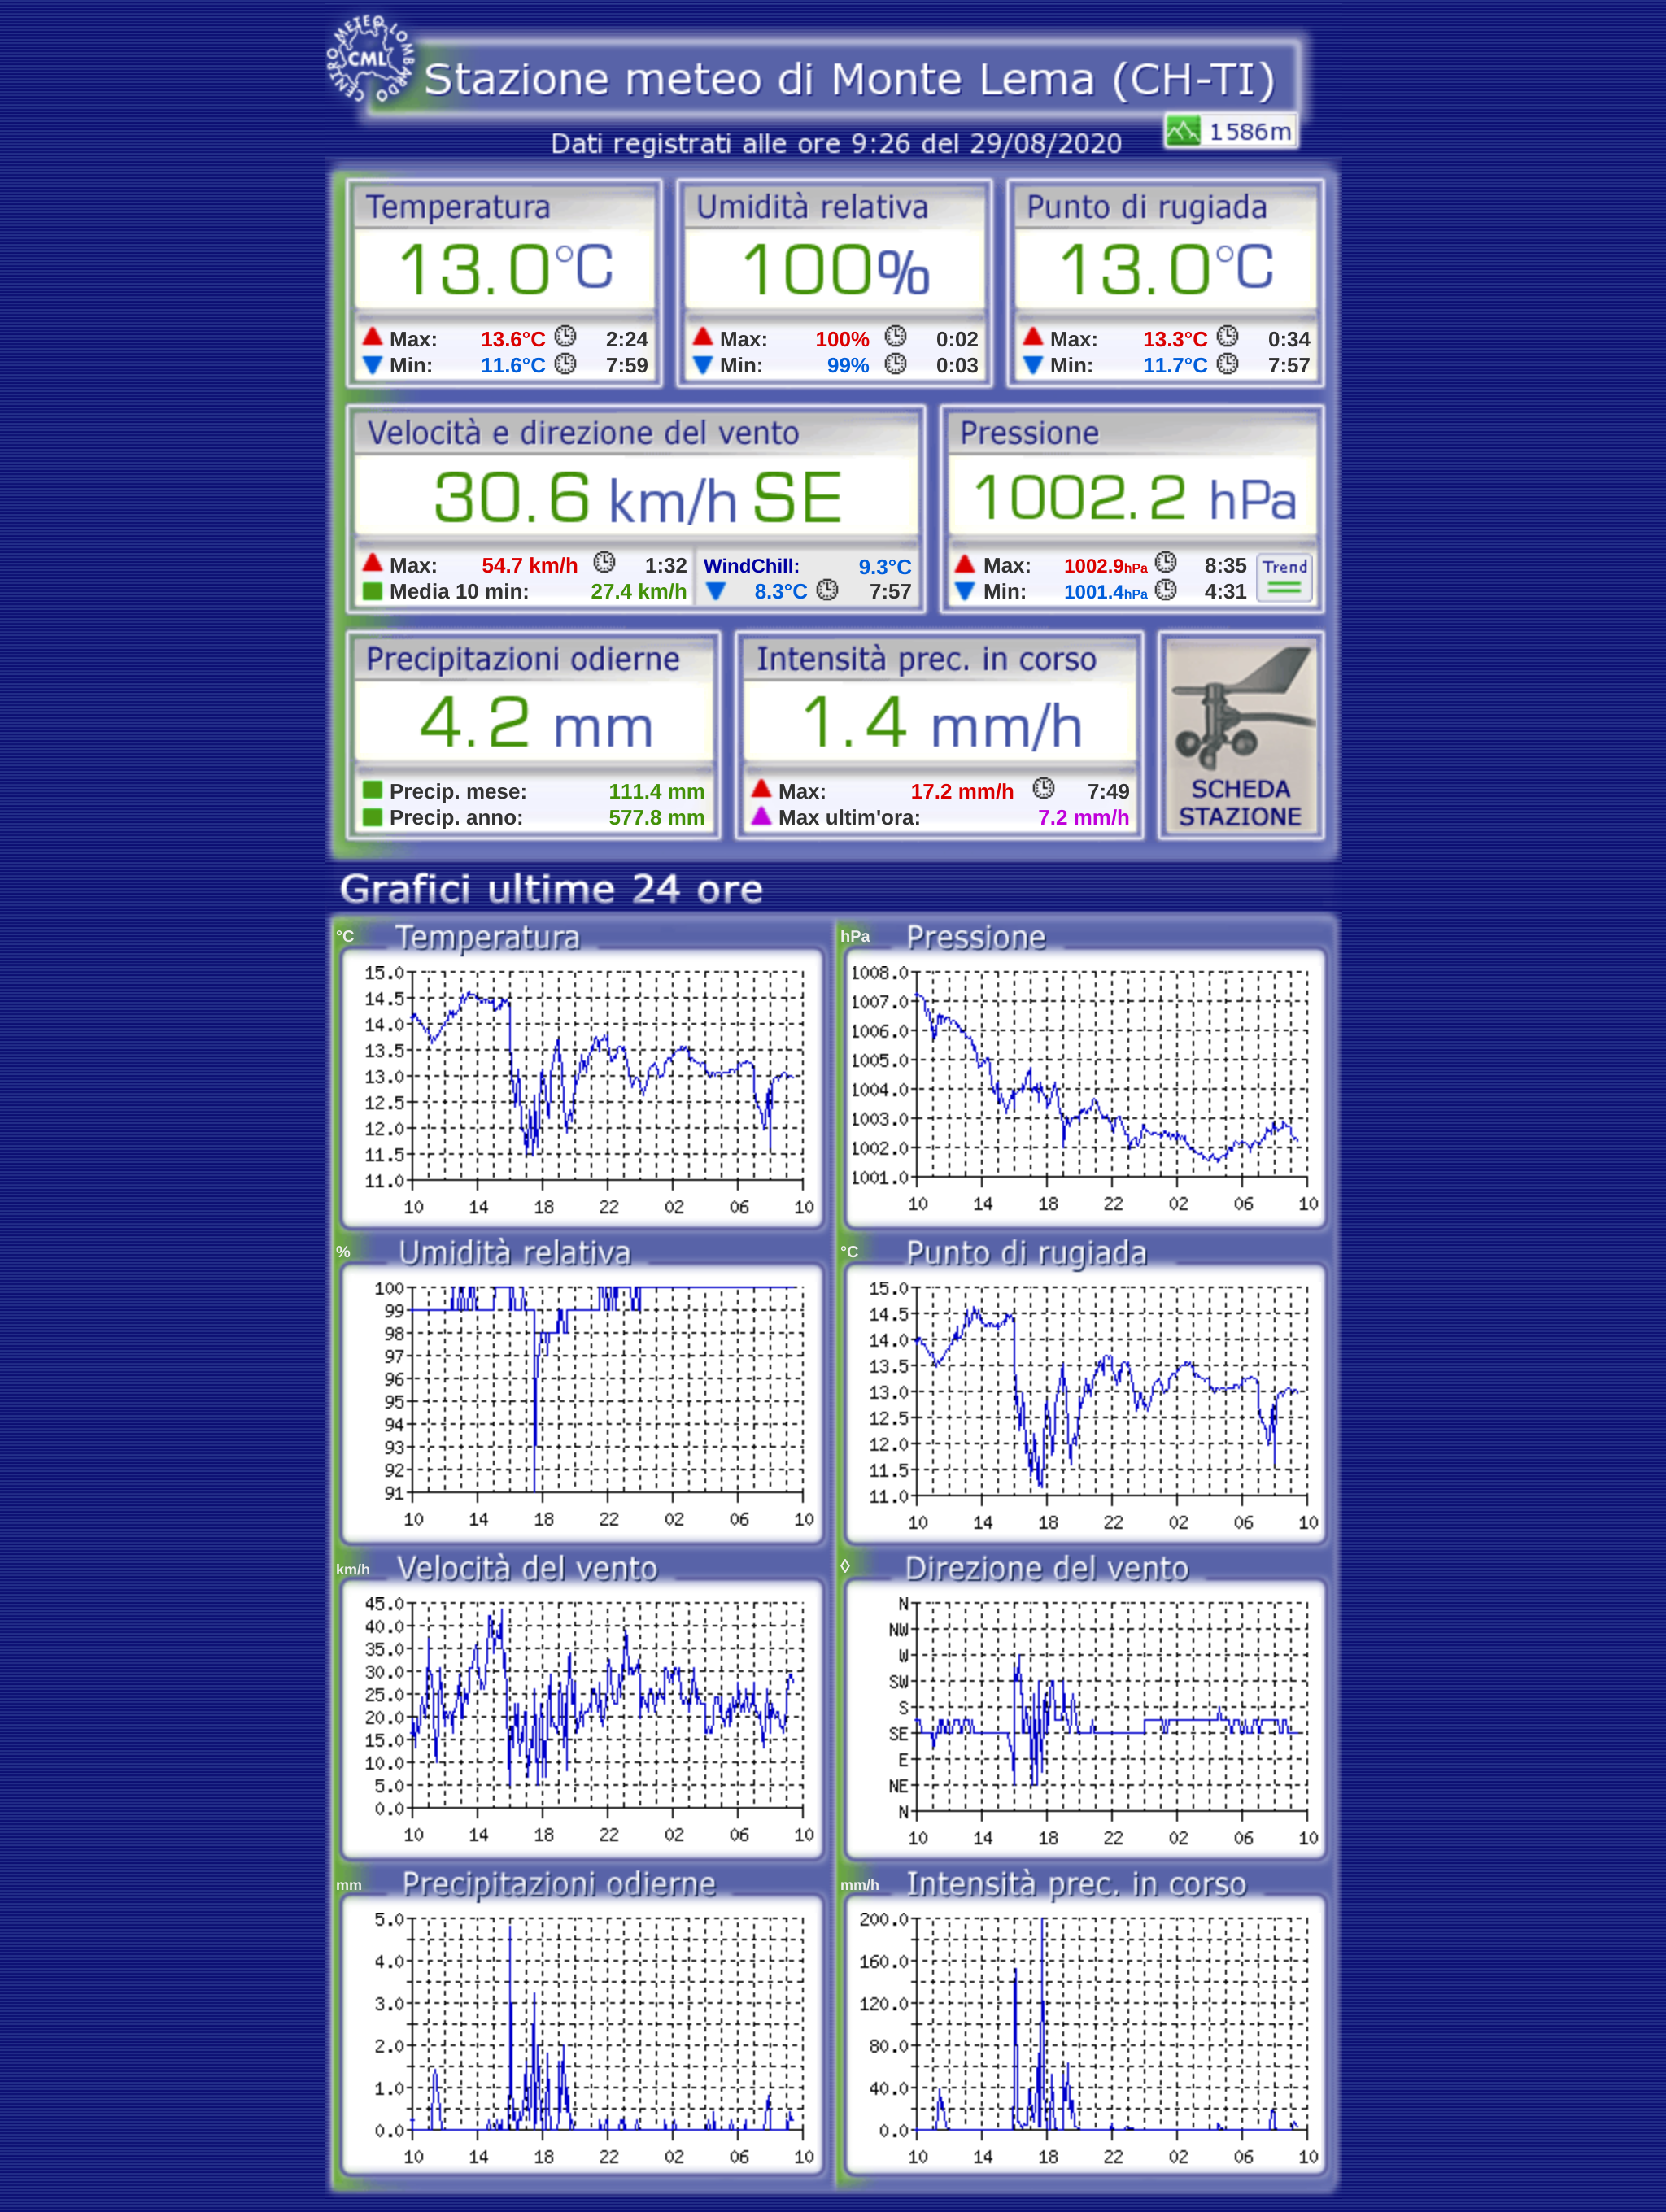 CENTRO METEO LOMBARDO
CML
Stazione meteo di Monte Lema (CH-TI)
1586m
Dati registrati alle ore 9:26 del 29/08/2020
Temperatura Umidità relativa Punto di rugiada
13.0°C 100% 13.0°C
Max: 13.6°C 2:24 Max: 100% 0:02 Max: 13.3°C 0:34
Min: 11.6°C 7:59 Min: 99% 0:03 Min: 11.7°C 7:57
Velocità e direzione del vento Pressione
30.6 km/h SE 1002.2 hPa
Max: 54.7 km/h 1:32 WindChill: 9.3°C Max: 1002.9hPa 8:35 Trend
Media 10 min: 27.4 km/h 8.3°C 7:57 Min: 1001.4hPa 4:31
Precipitazioni odierne Intensità prec. in corso
4.2 mm 1.4 mm/h
Precip. mese: 111.4 mm Max: 17.2 mm/h 7:49 SCHEDA
Precip. anno: 577.8 mm Max ultim'ora: 7.2 mm/h STAZIONE
Grafici ultime 24 ore
°C Temperatura
15.0
14.5
14.0
13.5
13.0
12.5
12.0
11.5
11.0
10 14 18 22 02 06 10
hPa Pressione
1008.0
1007.0
1006.0
1005.0
1004.0
1003.0
1002.0
1001.0
10 14 18 22 02 06 10
% Umidità relativa
100
99
98
97
96
95
94
93
92
91
10 14 18 22 02 06 10
°C Punto di rugiada
15.0
14.5
14.0
13.5
13.0
12.5
12.0
11.5
11.0
10 14 18 22 02 06 10
km/h Velocità del vento
45.0
40.0
35.0
30.0
25.0
20.0
15.0
10.0
5.0
0.0
10 14 18 22 02 06 10
◊ Direzione del vento
N
NW
W
SW
S
SE
E
NE
N
10 14 18 22 02 06 10
mm Precipitazioni odierne
5.0
4.0
3.0
2.0
1.0
0.0
10 14 18 22 02 06 10
mm/h Intensità prec. in corso
200.0
160.0
120.0
80.0
40.0
0.0
10 14 18 22 02 06 10